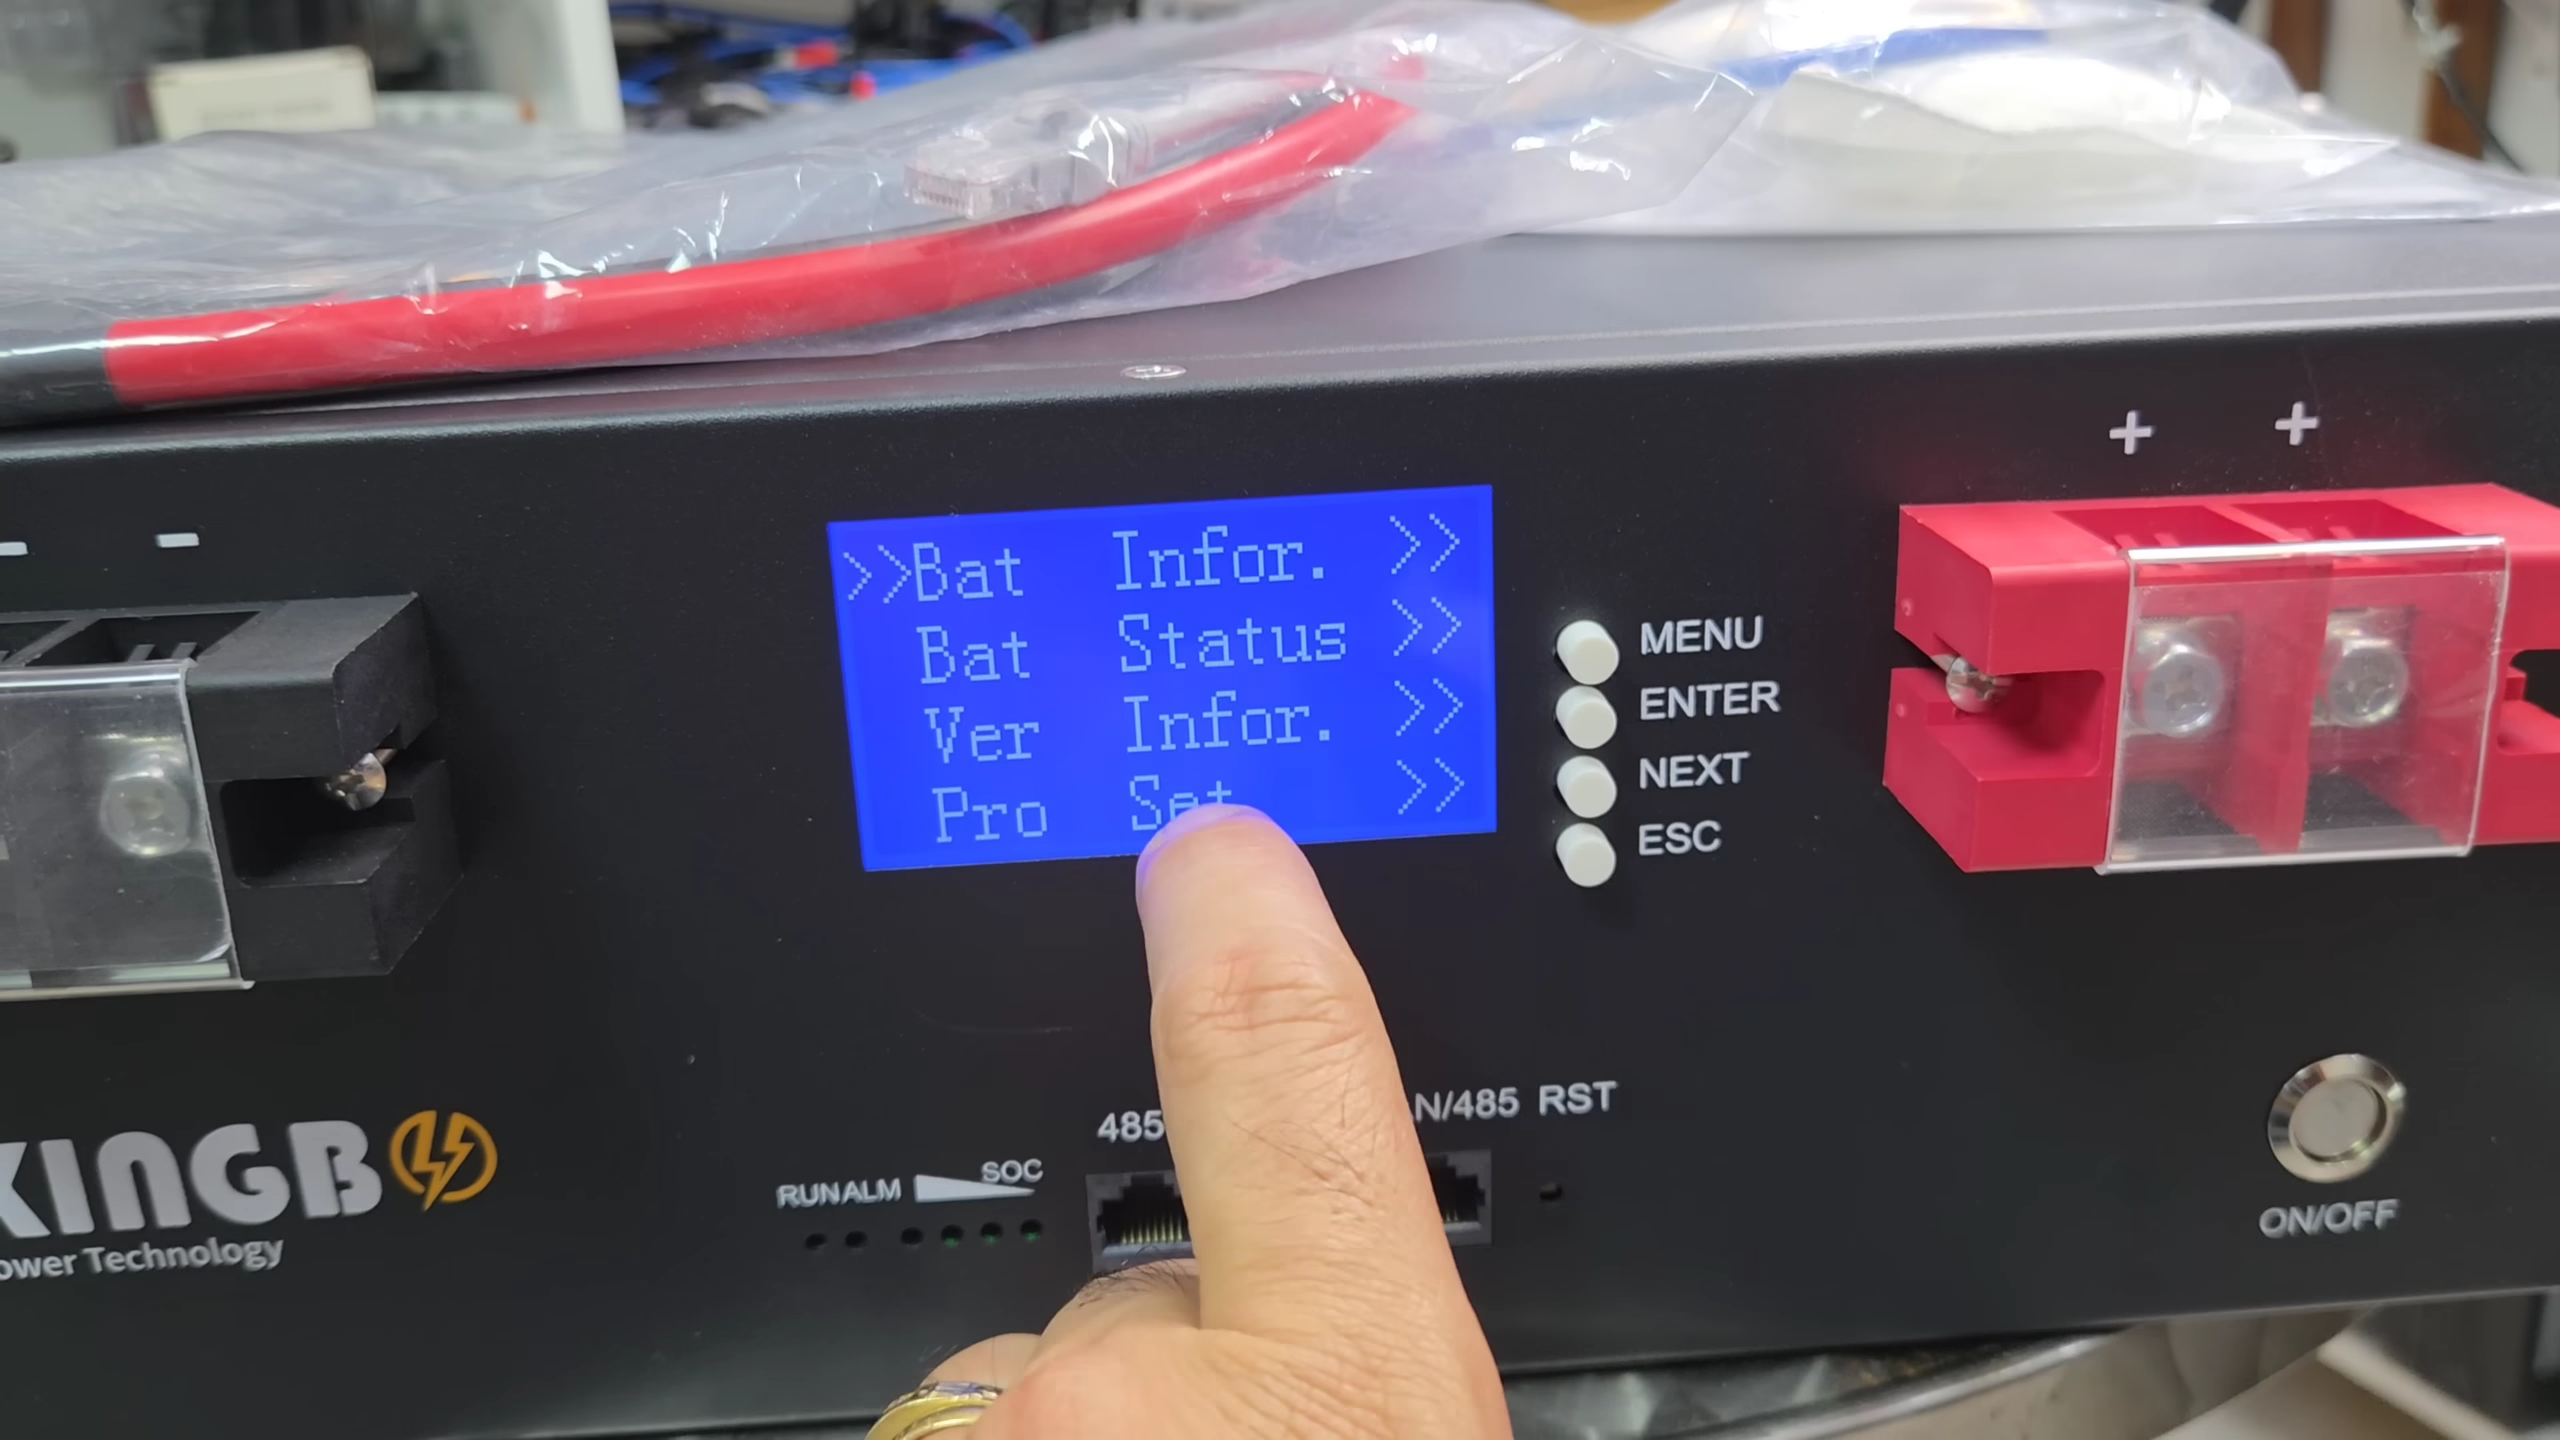 + +
- -
>>Bat Infor. >>
Bat Status >>
Ver Infor. >>
Pro Set >>
MENU
ENTER
NEXT
ESC
KINGB
ower Technology
RUN ALM SOC
485
N/485 RST
ON/OFF